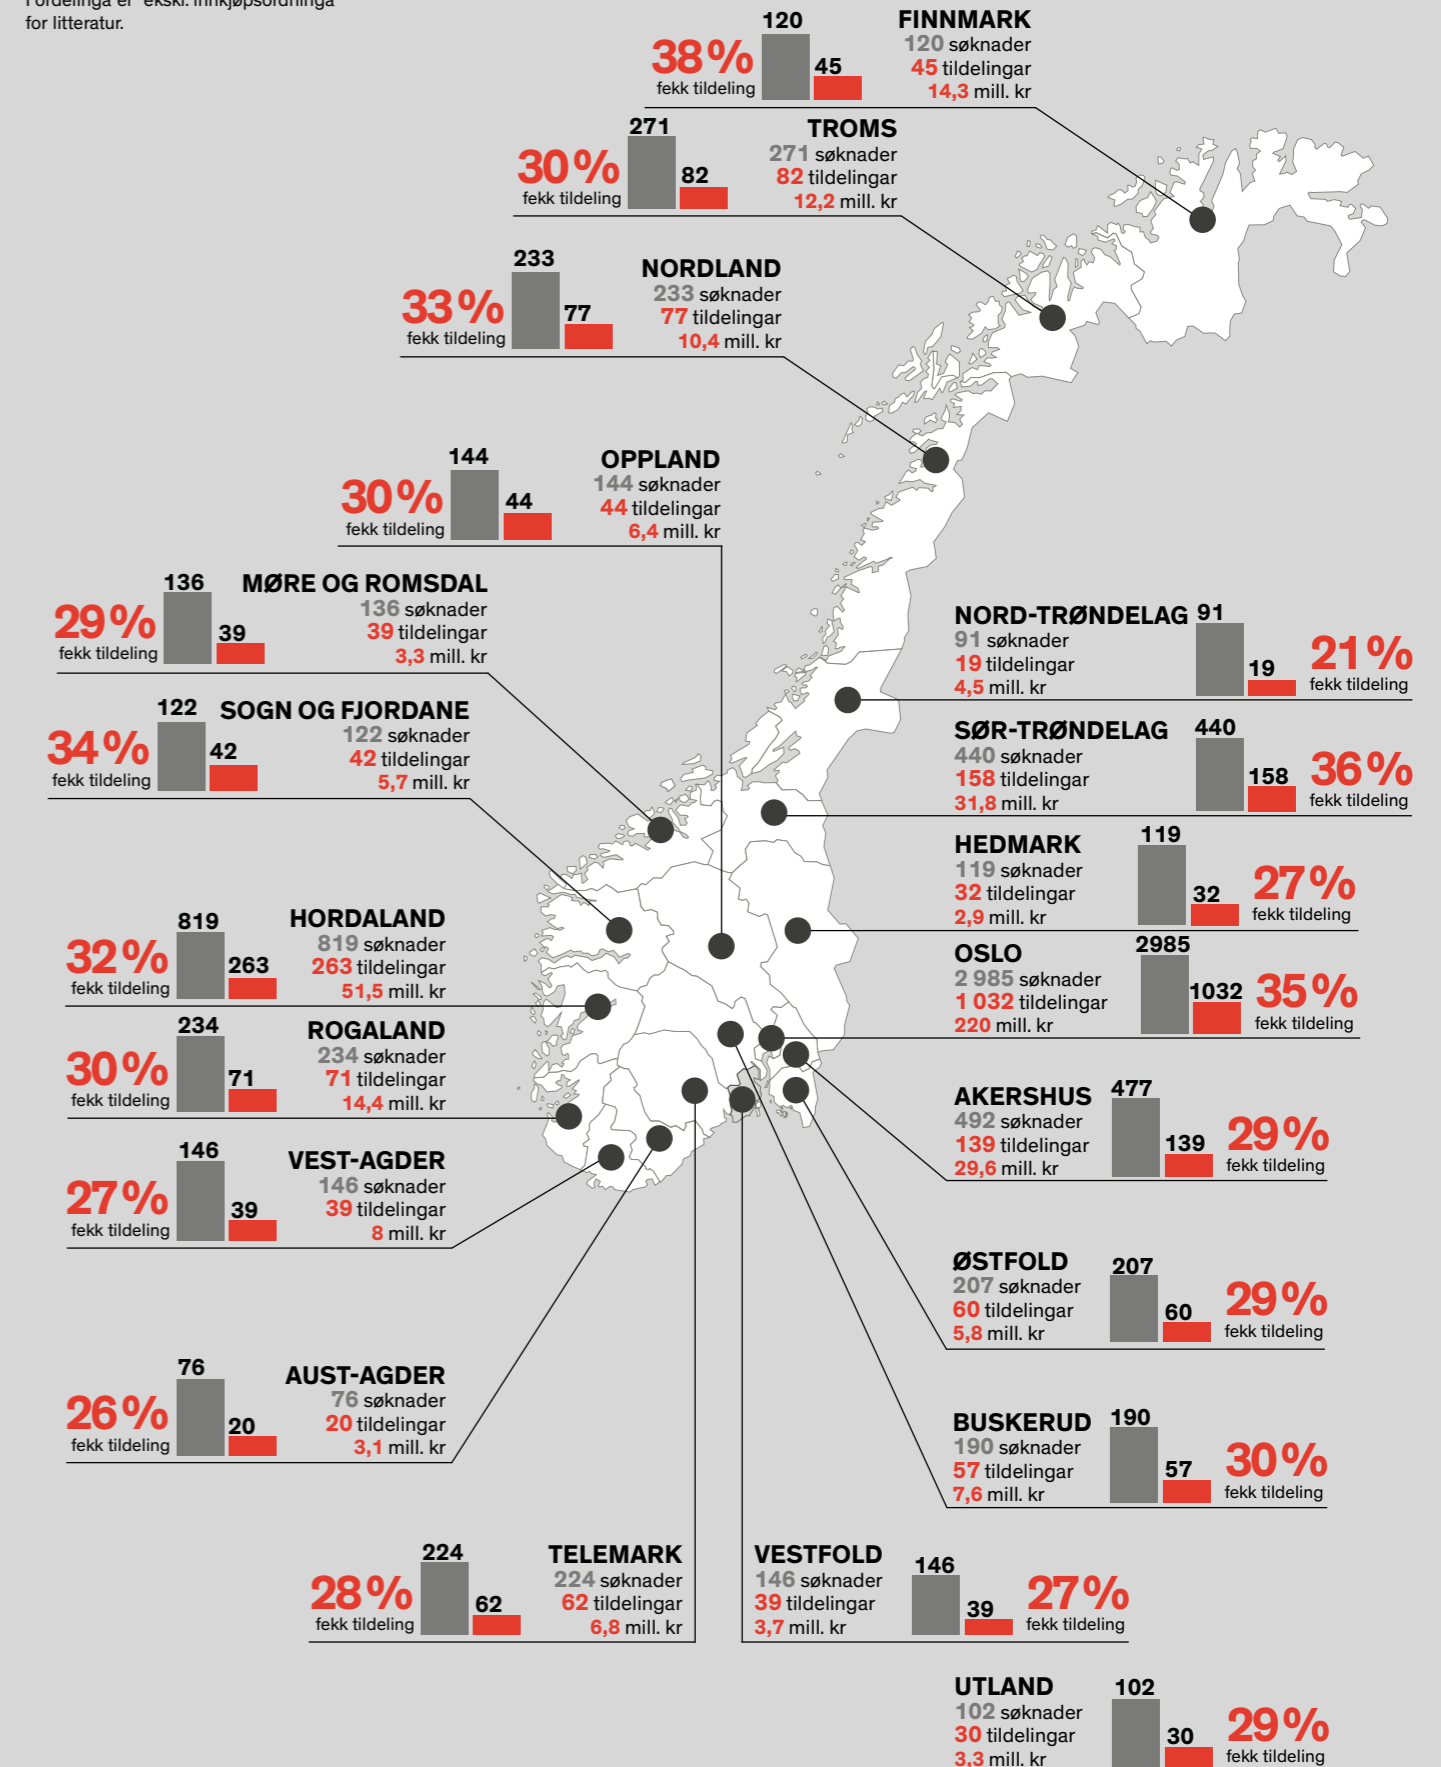 for litteratur.
120
FINNMARK
38%
fekk tildeling
45
120 søknader
45 tildelingar
14,3 mill. kr
271
TROMS
30%
fekk tildeling
82
271 søknader
82 tildelingar
12,2 mill. kr
233
NORDLAND
33%
fekk tildeling
77
233 søknader
77 tildelingar
10,4 mill. kr
144
OPPLAND
30%
fekk tildeling
44
144 søknader
44 tildelingar
6,4 mill. kr
136
MØRE OG ROMSDAL
29%
fekk tildeling
39
136 søknader
39 tildelingar
3,3 mill. kr
NORD-TRØNDELAG
91 søknader
19 tildelingar
4,5 mill. kr
91
19
21%
fekk tildeling
122
SOGN OG FJORDANE
34%
fekk tildeling
42
122 søknader
42 tildelingar
5,7 mill. kr
SØR-TRØNDELAG
440 søknader
158 tildelingar
31,8 mill. kr
440
158
36%
fekk tildeling
HEDMARK
119 søknader
32 tildelingar
2,9 mill. kr
119
32
27%
fekk tildeling
819
HORDALAND
32%
fekk tildeling
263
819 søknader
263 tildelingar
51,5 mill. kr
OSLO
2 985 søknader
1 032 tildelingar
220 mill. kr
2985
1032
35%
fekk tildeling
234
ROGALAND
30%
fekk tildeling
71
234 søknader
71 tildelingar
14,4 mill. kr
AKERSHUS
492 søknader
139 tildelingar
29,6 mill. kr
477
139
29%
fekk tildeling
146
VEST-AGDER
27%
fekk tildeling
39
146 søknader
39 tildelingar
8 mill. kr
ØSTFOLD
207 søknader
60 tildelingar
5,8 mill. kr
207
60
29%
fekk tildeling
76
AUST-AGDER
26%
fekk tildeling
20
76 søknader
20 tildelingar
3,1 mill. kr
BUSKERUD
190 søknader
57 tildelingar
7,6 mill. kr
190
57
30%
fekk tildeling
224
TELEMARK
28%
fekk tildeling
62
224 søknader
62 tildelingar
6,8 mill. kr
VESTFOLD
146 søknader
39 tildelingar
3,7 mill. kr
146
39
27%
fekk tildeling
UTLAND
102 søknader
30 tildelingar
3,3 mill. kr
102
30
29%
fekk tildeling